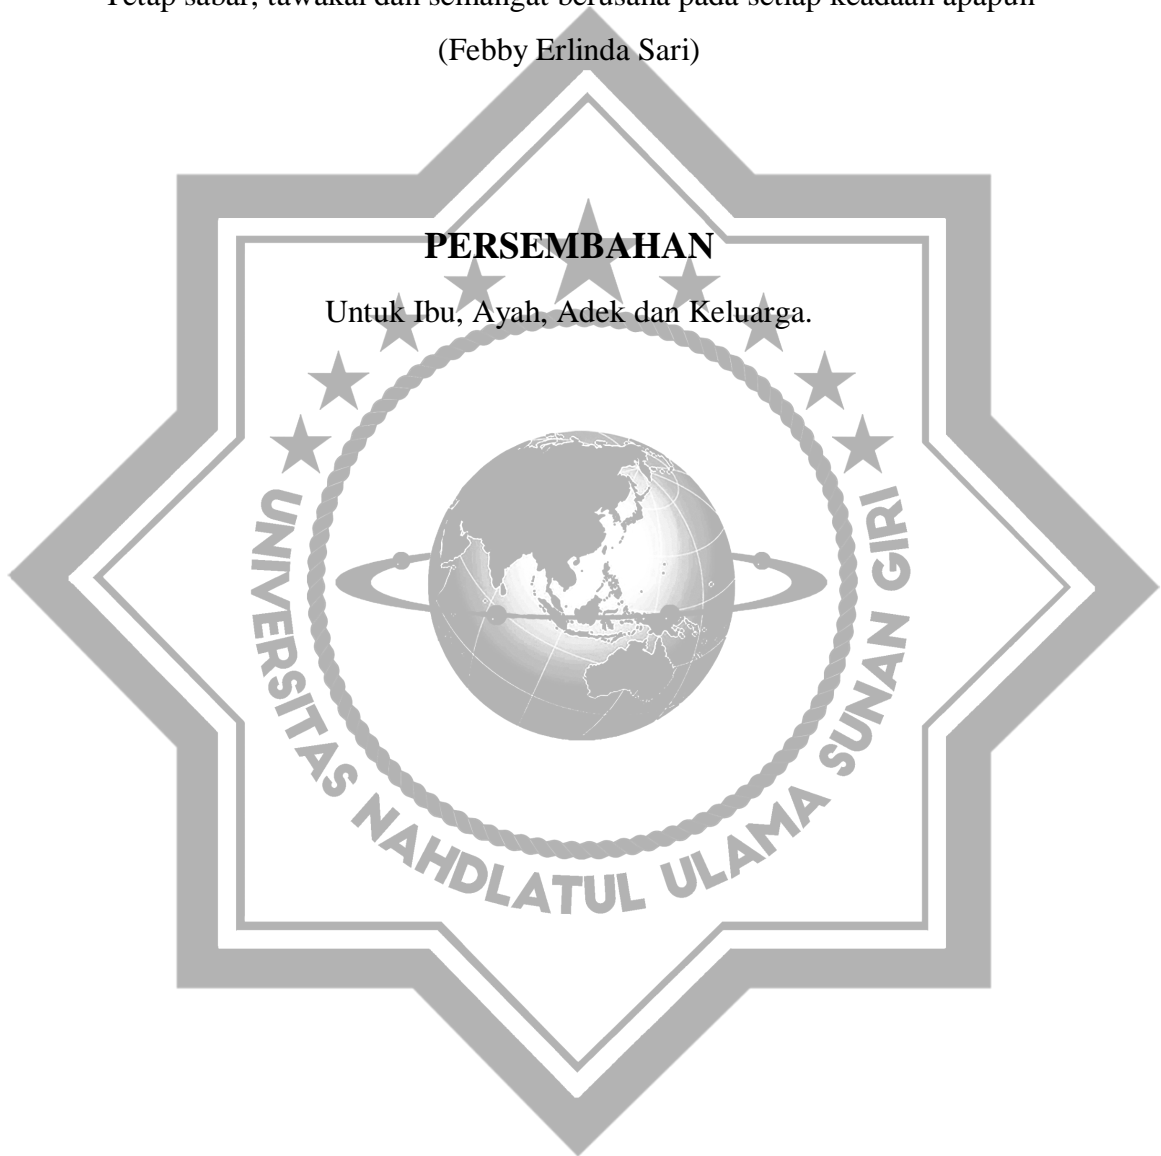 Tetap sabar, tawakal dan semangat berusaha pada setiap keadaan apapun
(Febby Erlinda Sari)
PERSEMBAHAN
Untuk Ibu, Ayah, Adek dan Keluarga.
UNIVERSITAS NAHDLATUL ULAMA SUNAN GIRI